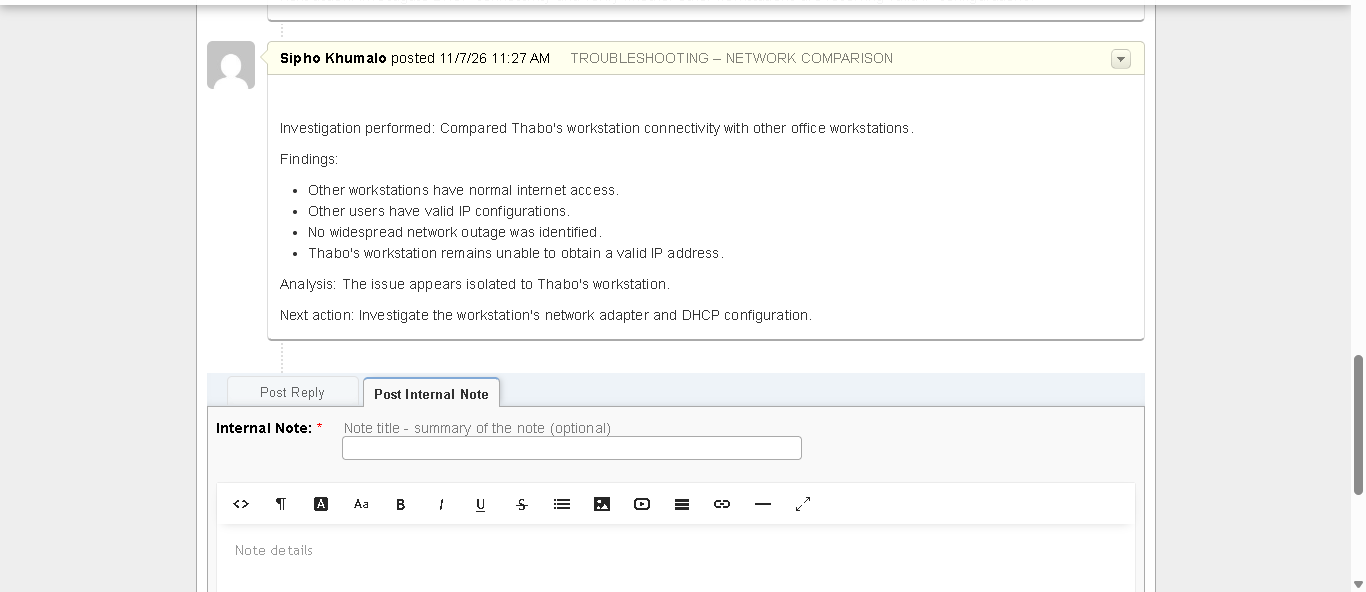 Sipho Khumalo posted 11/7/26 11:27 AM TROUBLESHOOTING – NETWORK COMPARISON
Investigation performed: Compared Thabo's workstation connectivity with other office workstations.
Findings:
• Other workstations have normal internet access.
• Other users have valid IP configurations.
• No widespread network outage was identified.
• Thabo's workstation remains unable to obtain a valid IP address.
Analysis: The issue appears isolated to Thabo's workstation.
Next action: Investigate the workstation's network adapter and DHCP configuration.
Post Reply Post Internal Note
Internal Note: * Note title - summary of the note (optional)
<> ¶ A Aa B I U S
Note details